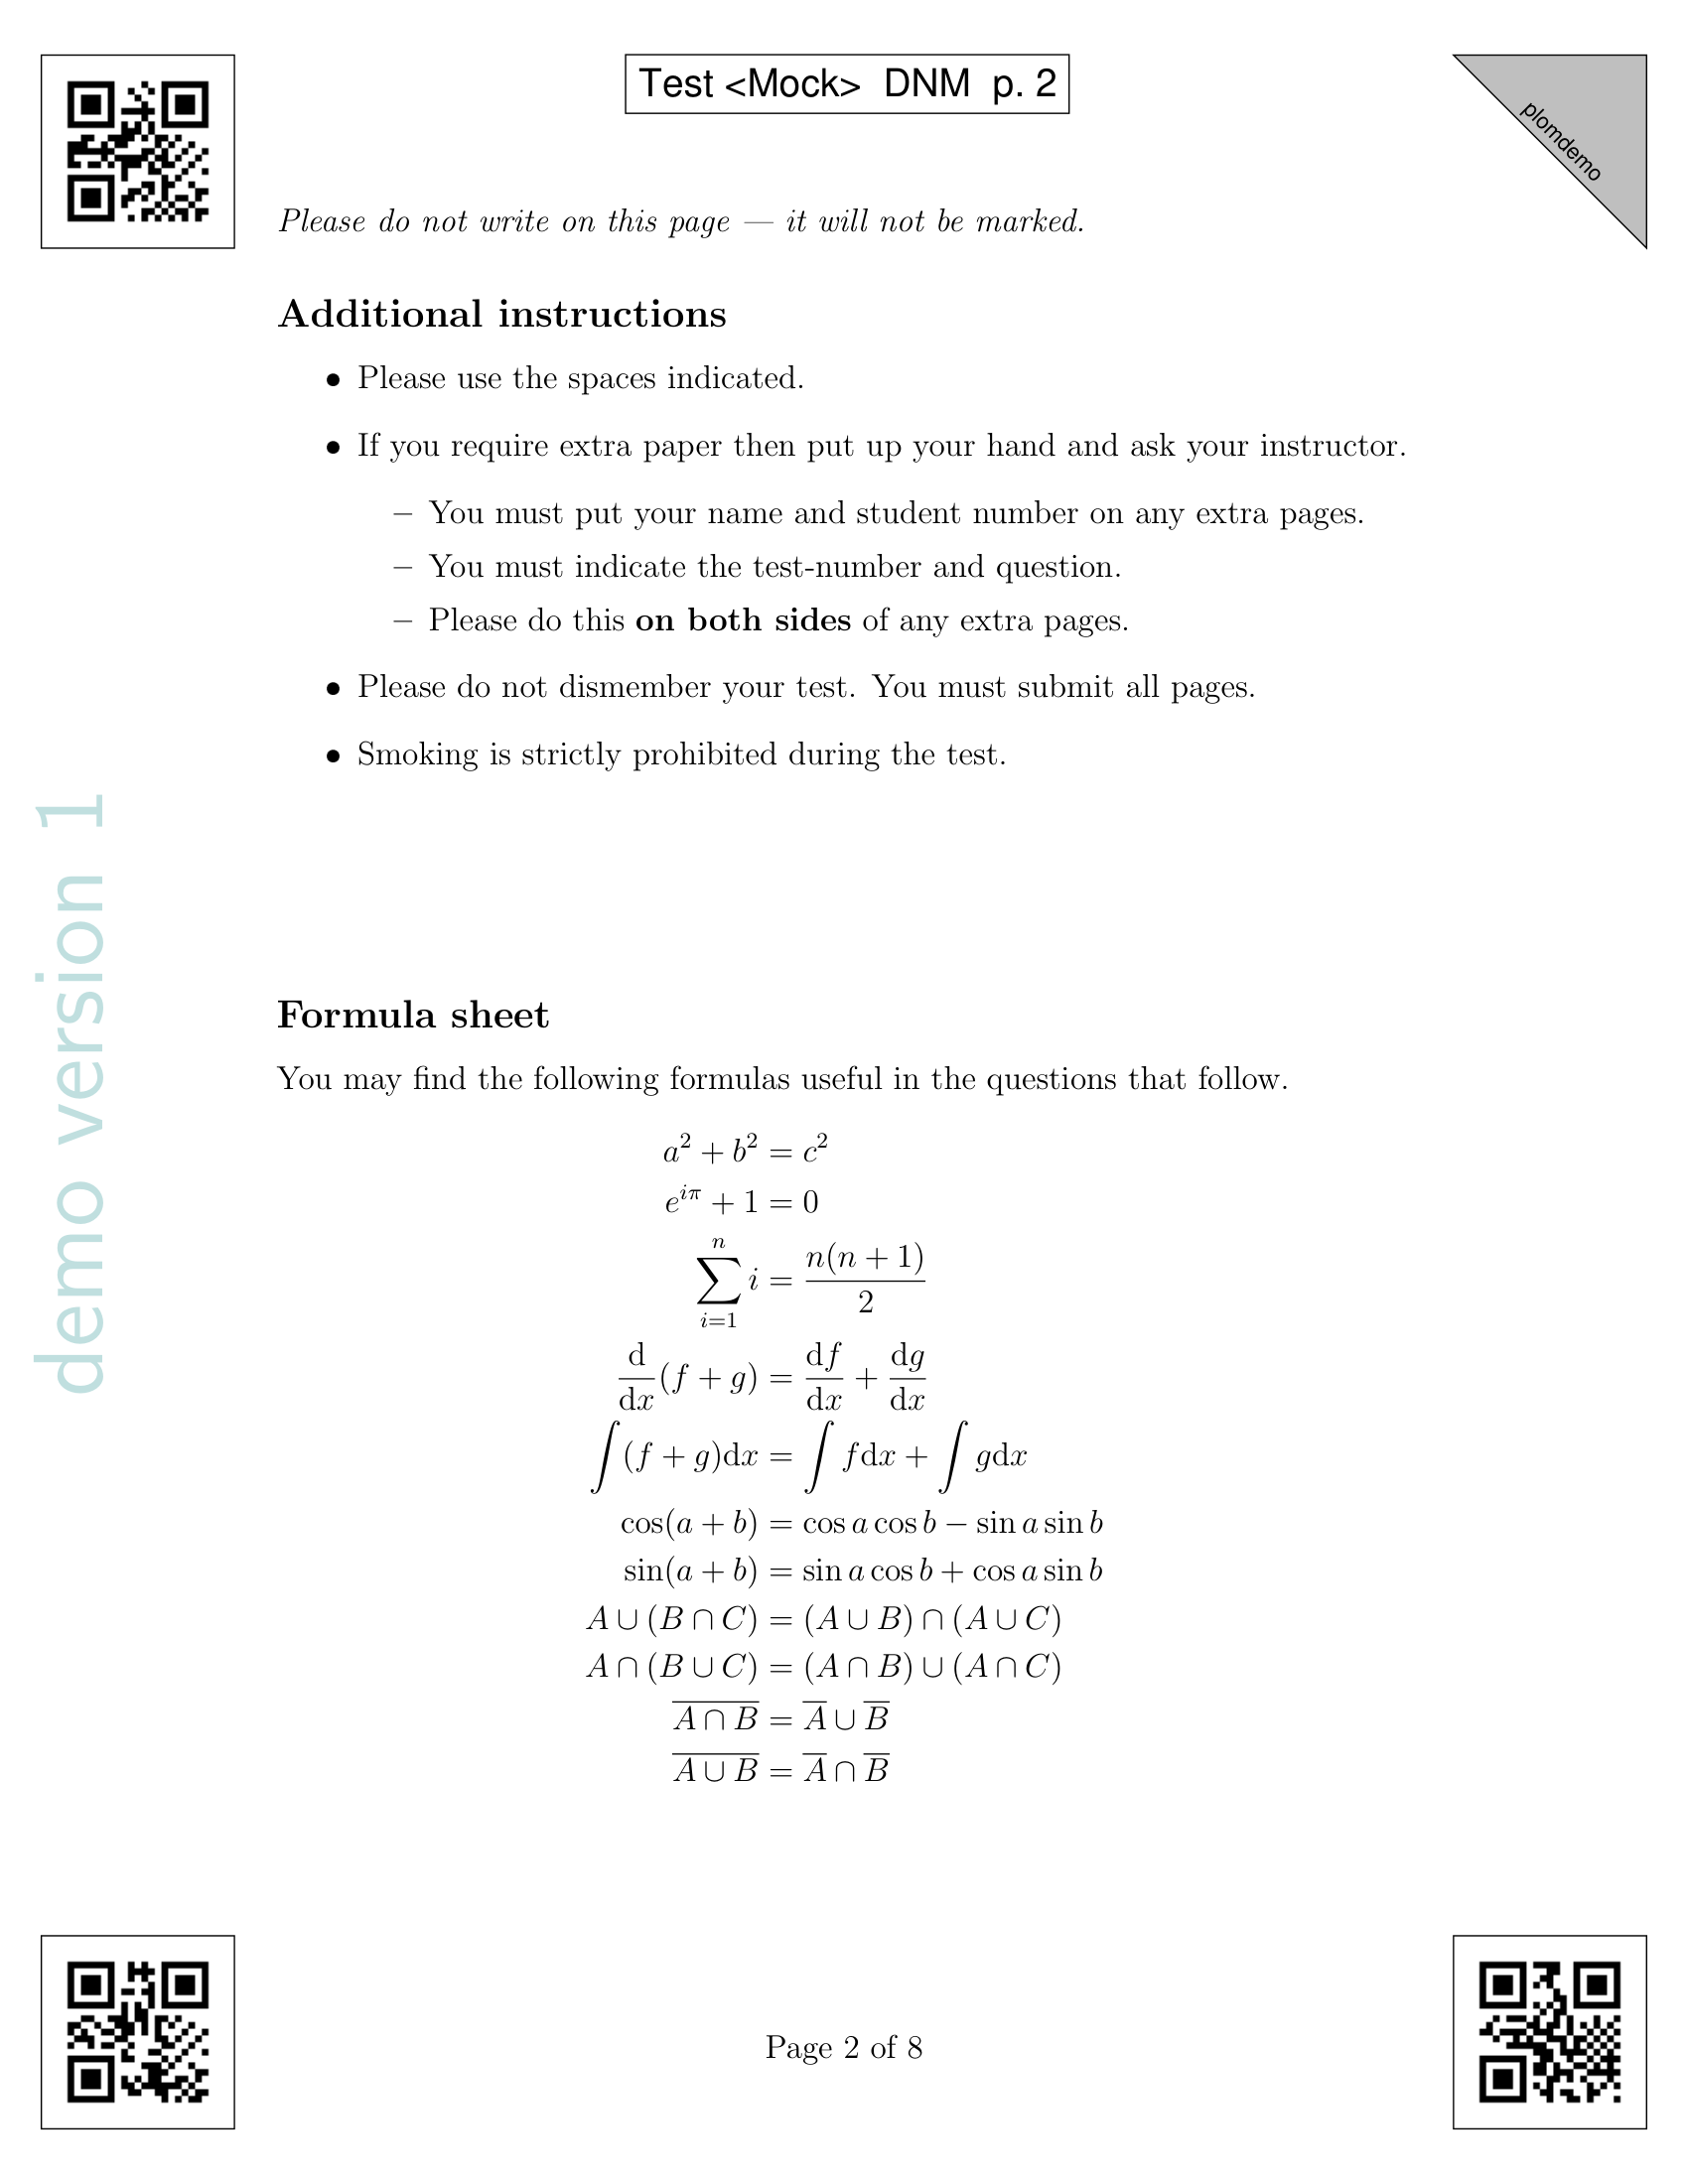 Test <Mock> DNM p. 2
plomdemo
Please do not write on this page — it will not be marked.
Additional instructions
• Please use the spaces indicated.
• If you require extra paper then put up your hand and ask your instructor.
– You must put your name and student number on any extra pages.
– You must indicate the test-number and question.
– Please do this on both sides of any extra pages.
• Please do not dismember your test. You must submit all pages.
• Smoking is strictly prohibited during the test.
demo version 1
Formula sheet
You may find the following formulas useful in the questions that follow.
$a^2 + b^2 = c^2$
$e^{i\pi} + 1 = 0$
$\sum_{i=1}^{n} i = \frac{n(n+1)}{2}$
$\frac{\mathrm{d}}{\mathrm{d}x}(f + g) = \frac{\mathrm{d}f}{\mathrm{d}x} + \frac{\mathrm{d}g}{\mathrm{d}x}$
$\int (f + g)\mathrm{d}x = \int f\mathrm{d}x + \int g\mathrm{d}x$
$\cos(a + b) = \cos a \cos b - \sin a \sin b$
$\sin(a + b) = \sin a \cos b + \cos a \sin b$
$A \cup (B \cap C) = (A \cup B) \cap (A \cup C)$
$A \cap (B \cup C) = (A \cap B) \cup (A \cap C)$
$\overline{A \cap B} = \overline{A} \cup \overline{B}$
$\overline{A \cup B} = \overline{A} \cap \overline{B}$
Page 2 of 8